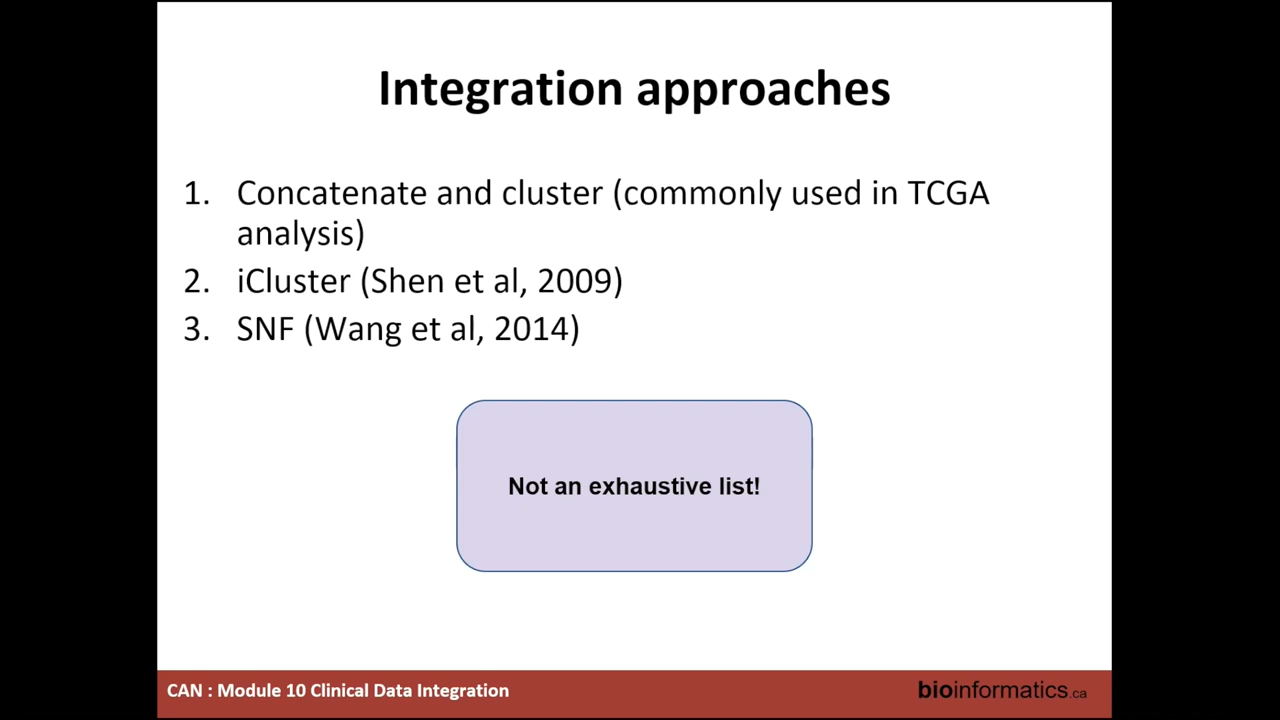 Integration approaches
1. Concatenate and cluster (commonly used in TCGA
analysis)
2. iCluster (Shen et al, 2009)
3. SNF (Wang et al, 2014)
Not an exhaustive list!
CAN : Module 10 Clinical Data Integration
bioinformatics.ca